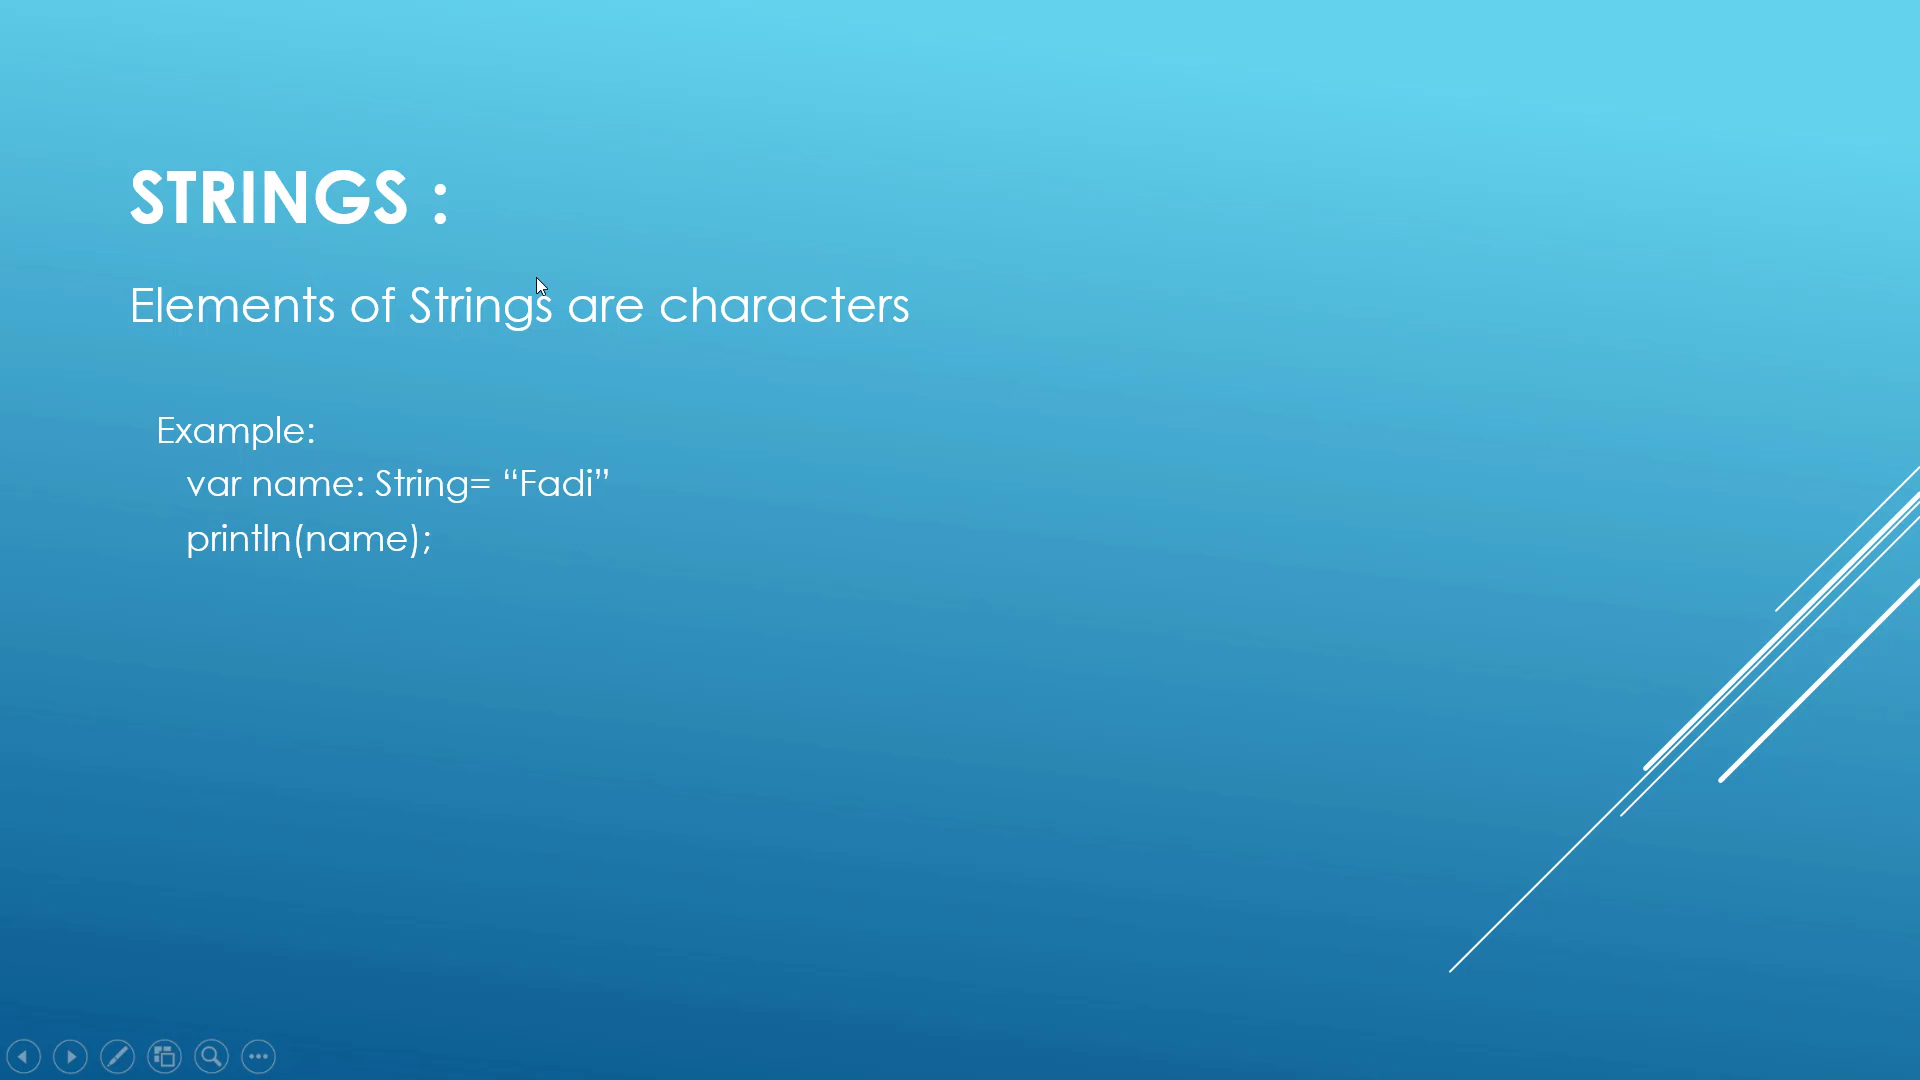 STRINGS :
Elements of Strings are characters
Example:
var name: String= “Fadi”
println(name);